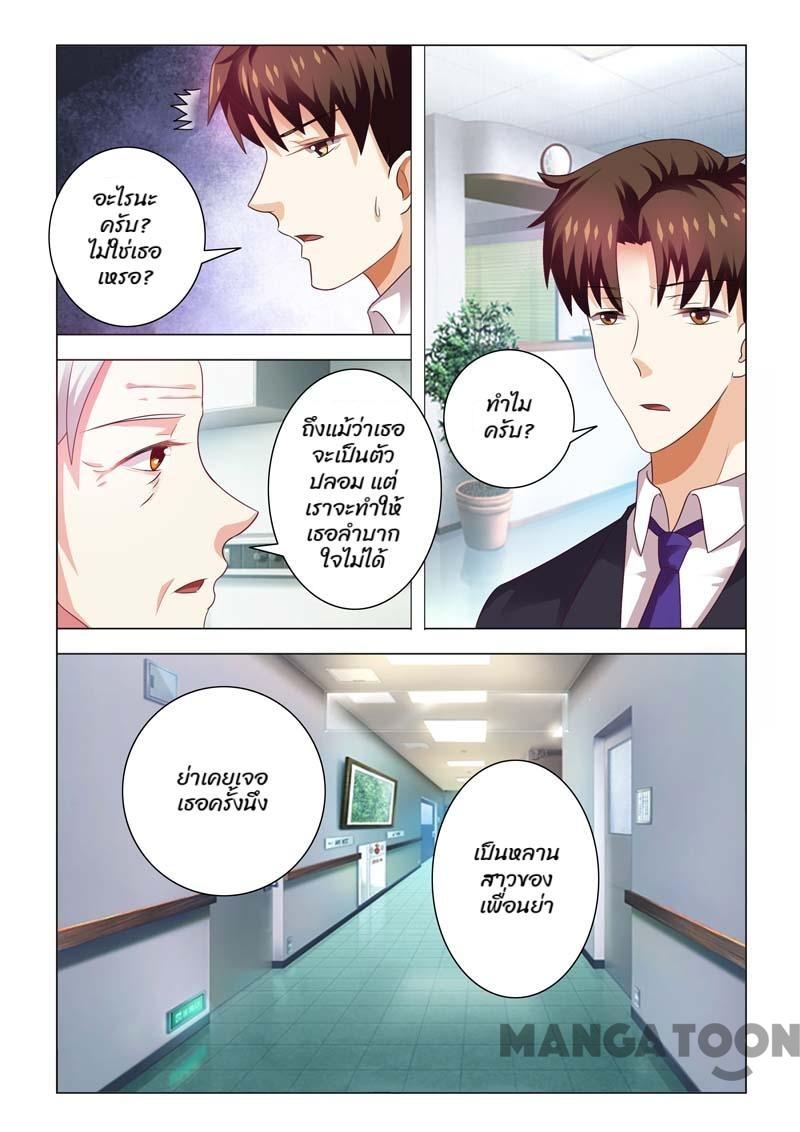 อะไรนะ
ครับ?
ไม่ใช่เธอ
เหรอ?
ทำไม
ครับ?
ถึงแม้ว่าเธอ
จะเป็นตัว
ปลอม แต่
เราจะทำให้
เธอลำบาก
ใจไม่ได้
ย่าเคยเจอ
เธอครั้งนึง
เป็นหลาน
สาวของ
เพื่อนย่า
MANGATOON